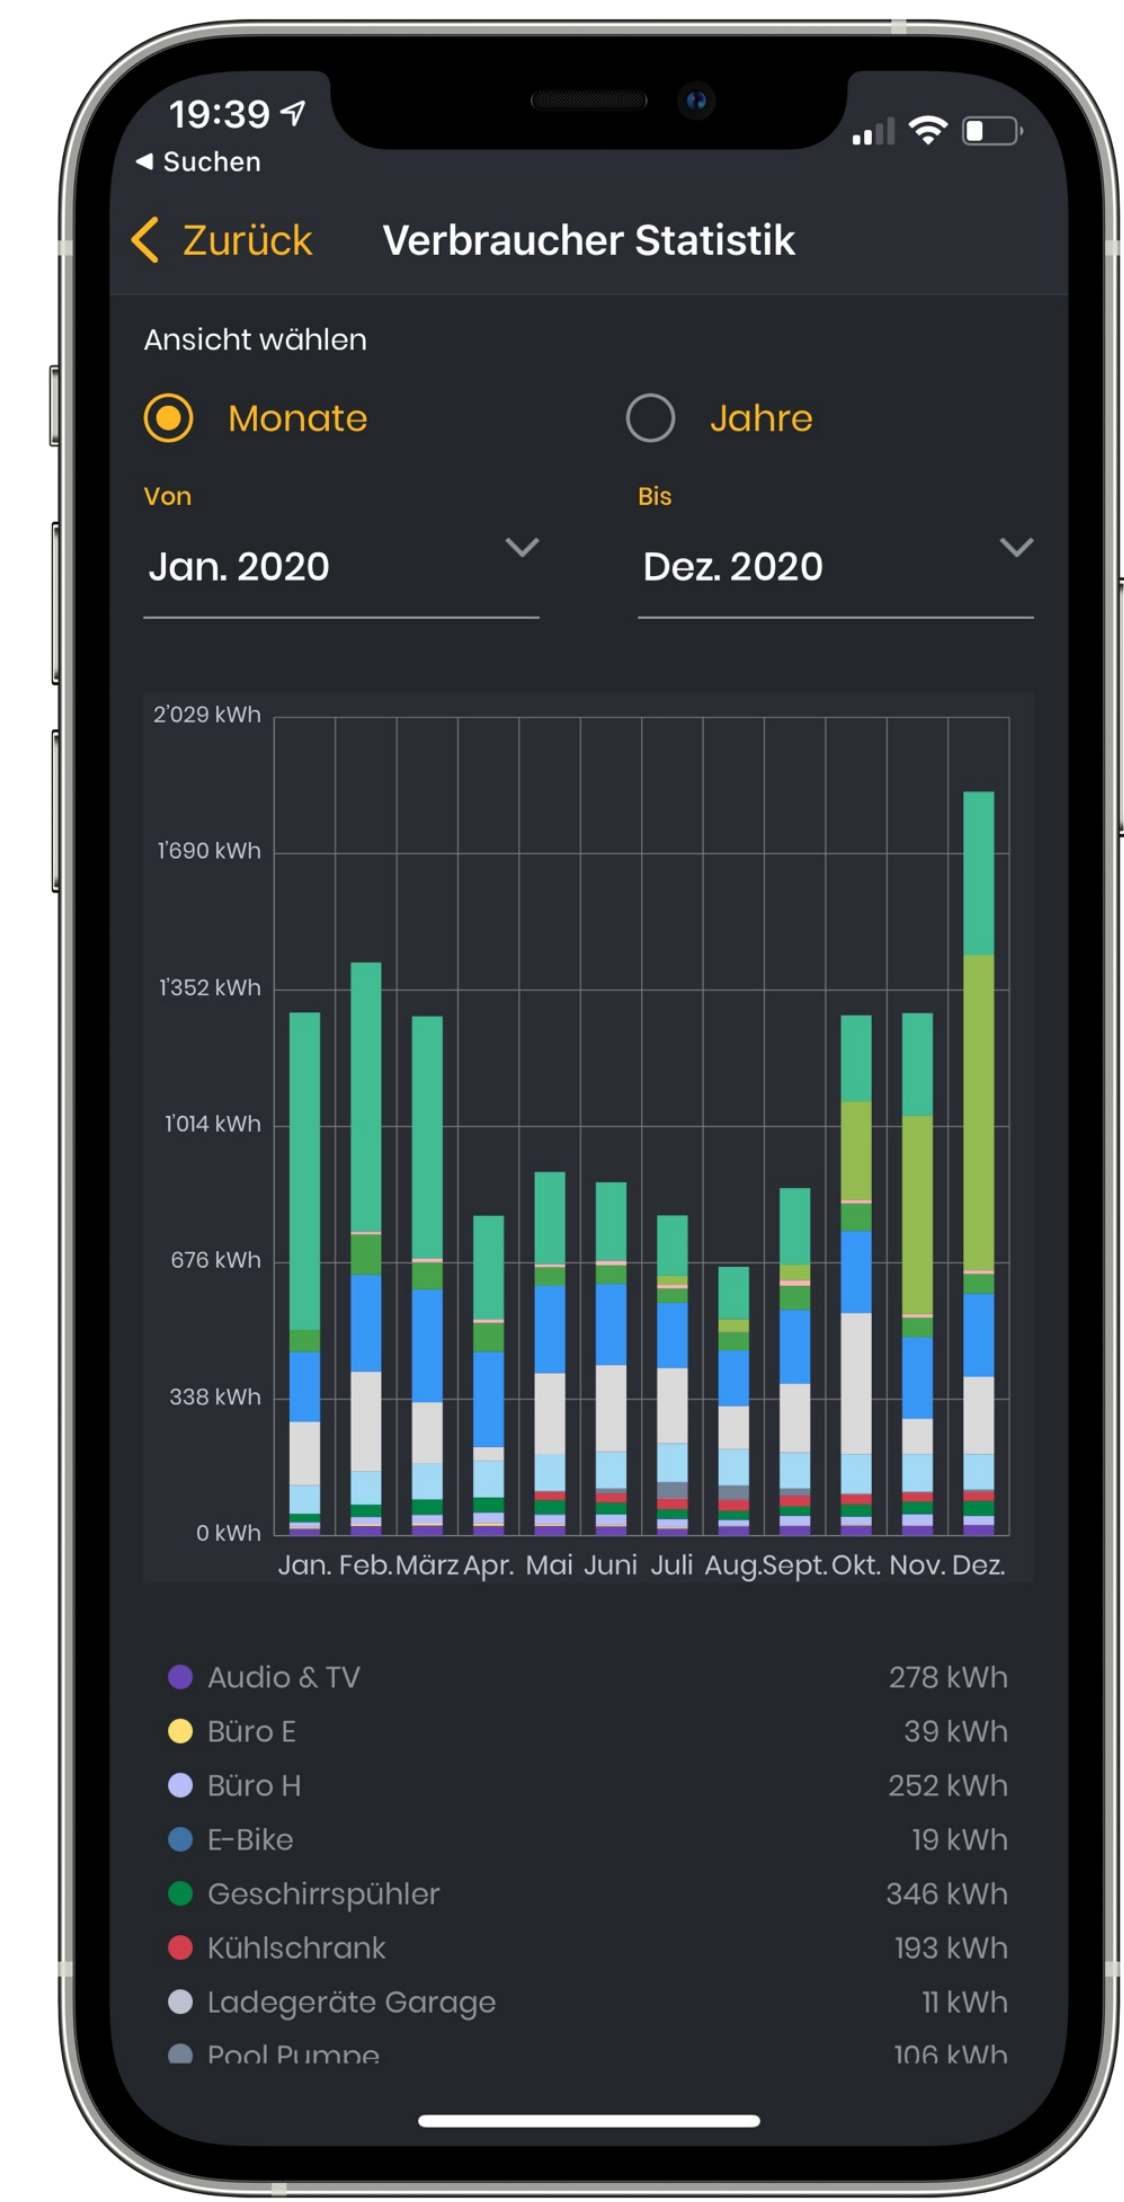 19:39
Suchen
Zurück Verbraucher Statistik
Ansicht wählen
Monate Jahre
Von Bis
Jan. 2020 Dez. 2020
2'029 kWh
1'690 kWh
1'352 kWh
1'014 kWh
676 kWh
338 kWh
0 kWh
Jan. Feb. März Apr. Mai Juni Juli Aug. Sept. Okt. Nov. Dez.
Audio & TV 278 kWh
Büro E 39 kWh
Büro H 252 kWh
E-Bike 19 kWh
Geschirrspühler 346 kWh
Kühlschrank 193 kWh
Ladegeräte Garage 11 kWh
Pool Pumpe 106 kWh